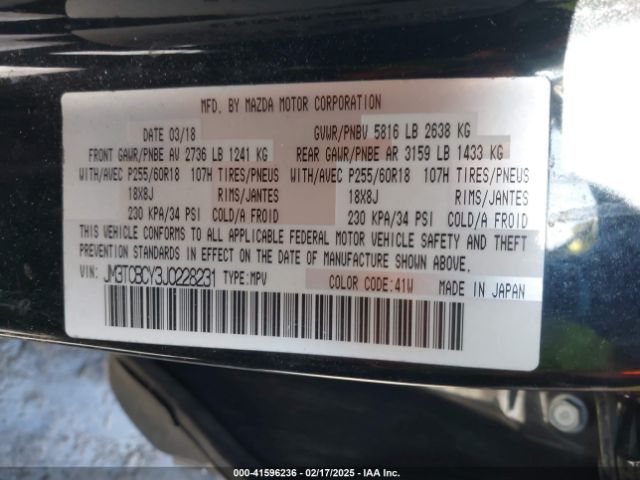 MFD. BY MAZDA MOTOR CORPORATION
DATE 03/18 GVWR/PNBV 5816 LB 2638 KG
FRONT GAWR/PNBE AV 2736 LB 1241 KG REAR GAWR/PNBE AR 3159 LB 1433 KG
WITH/AVEC P255/60R18 107H TIRES/PNEUS WITH/AVEC P255/60R18 107H TIRES/PNEUS
18X8J RIMS/JANTES 18X8J RIMS/JANTES
230 KPA/34 PSI COLD/A FROID 230 KPA/34 PSI COLD/A FROID
THIS VEHICLE CONFORMS TO ALL APPLICABLE FEDERAL MOTOR VEHICLE SAFETY AND THEFT
PREVENTION STANDARDS IN EFFECT ON THE DATE OF MANUFACTURE SHOWN ABOVE.
VIN: JM3TCBCY3J0228231 TYPE:MPV COLOR CODE:41W MADE IN JAPAN
000-41596236 - 02/17/2025 - IAA Inc.